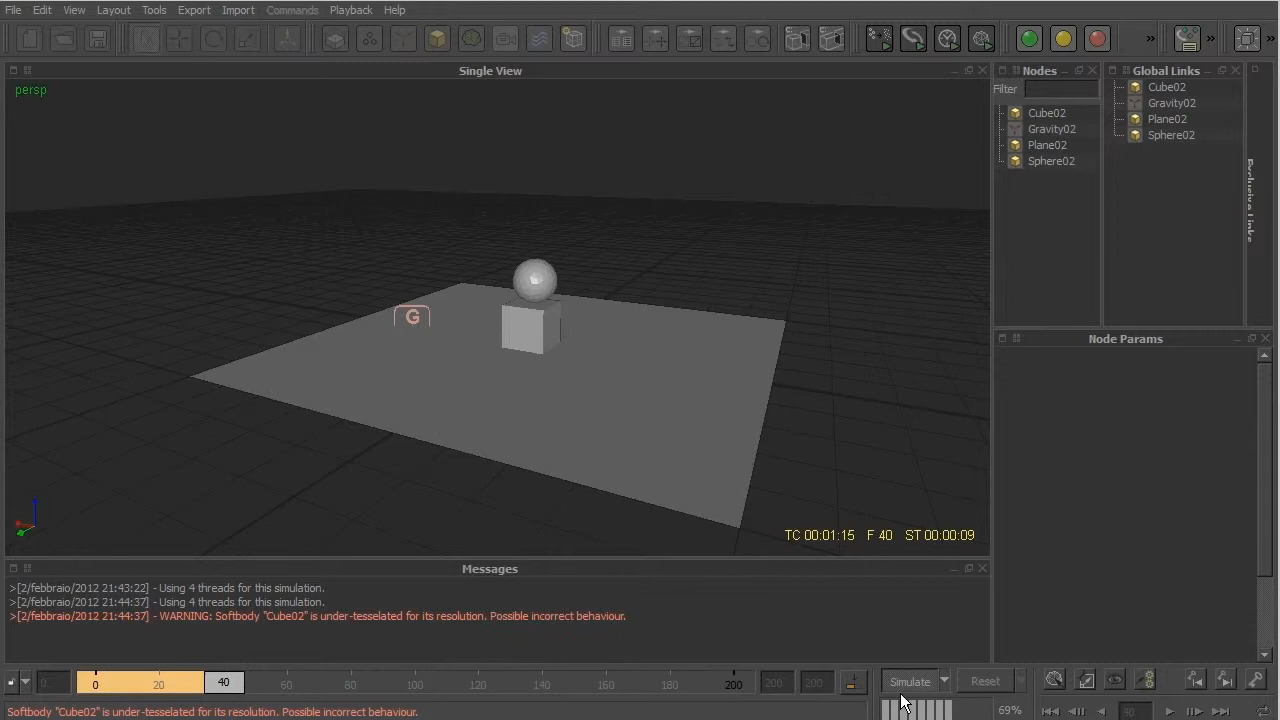 File Edit View Layout Tools Export Import Commands Playback Help
Single View
persp
G
TC 00:01:15 F 40 ST 00:00:09
Nodes
Filter
Cube02
Gravity02
Plane02
Sphere02
Global Links
Cube02
Gravity02
Plane02
Sphere02
Exclusive Links
Node Params
Messages
>[2/febbraio/2012 21:43:22] - Using 4 threads for this simulation.
>[2/febbraio/2012 21:44:37] - Using 4 threads for this simulation.
>[2/febbraio/2012 21:44:37] - WARNING: Softbody "Cube02" is under-tesselated for its resolution. Possible incorrect behaviour.
0 0 20 40 60 80 100 120 140 160 180 200 200 200
Simulate Reset
Softbody "Cube02" is under-tesselated for its resolution. Possible incorrect behaviour.
69% 40